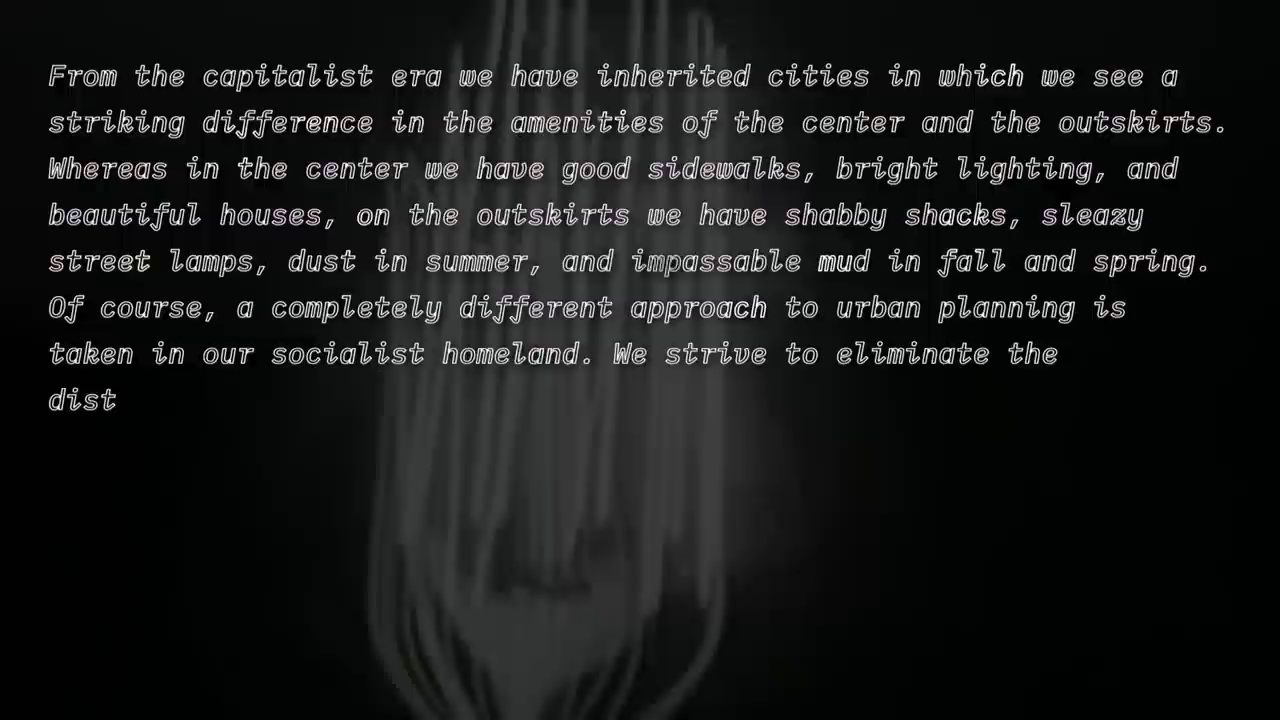 From the capitalist era we have inherited cities in which we see a
striking difference in the amenities of the center and the outskirts.
Whereas in the center we have good sidewalks, bright lighting, and
beautiful houses, on the outskirts we have shabby shacks, sleazy
street lamps, dust in summer, and impassable mud in fall and spring.
Of course, a completely different approach to urban planning is
taken in our socialist homeland. We strive to eliminate the
dist